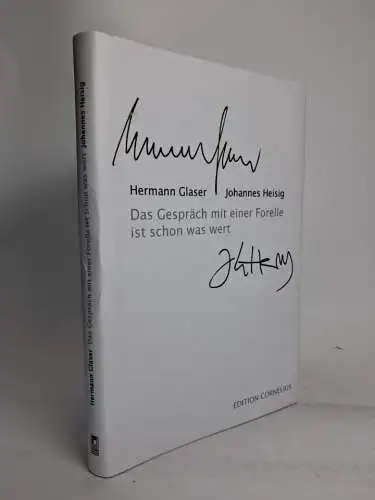 Hermann Glaser Johannes Heisig
Das Gespräch mit einer Forelle
ist schon was wert
EDITION CORNELIUS
Hermann Glaser Das Gespräch mit einer Forelle ist schon was wert Johannes Heisig